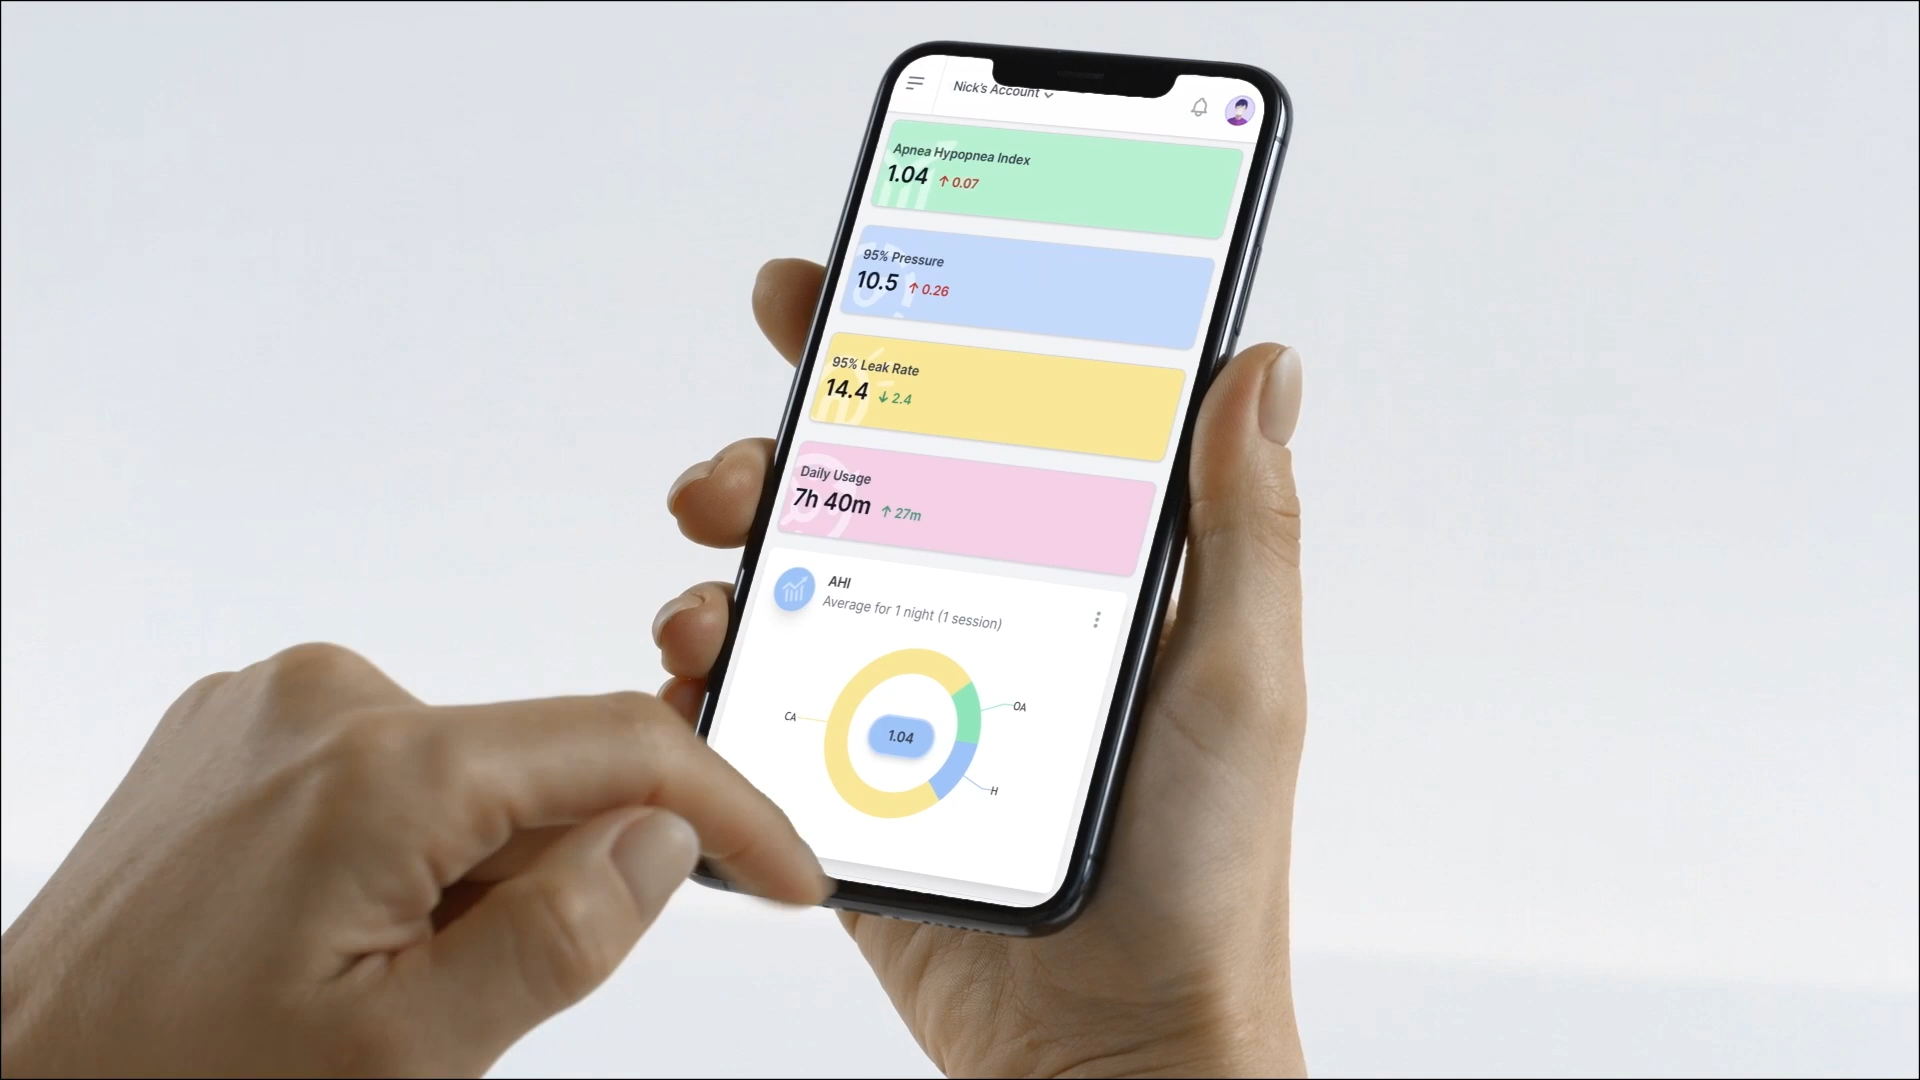 Nick's Account
Apnea Hypopnea Index
1.04 ↑ 0.07
95% Pressure
10.5 ↑ 0.26
95% Leak Rate
14.4 ↓ 2.4
Daily Usage
7h 40m ↑ 27m
AHI
Average for 1 night (1 session)
OA
CA
1.04
H